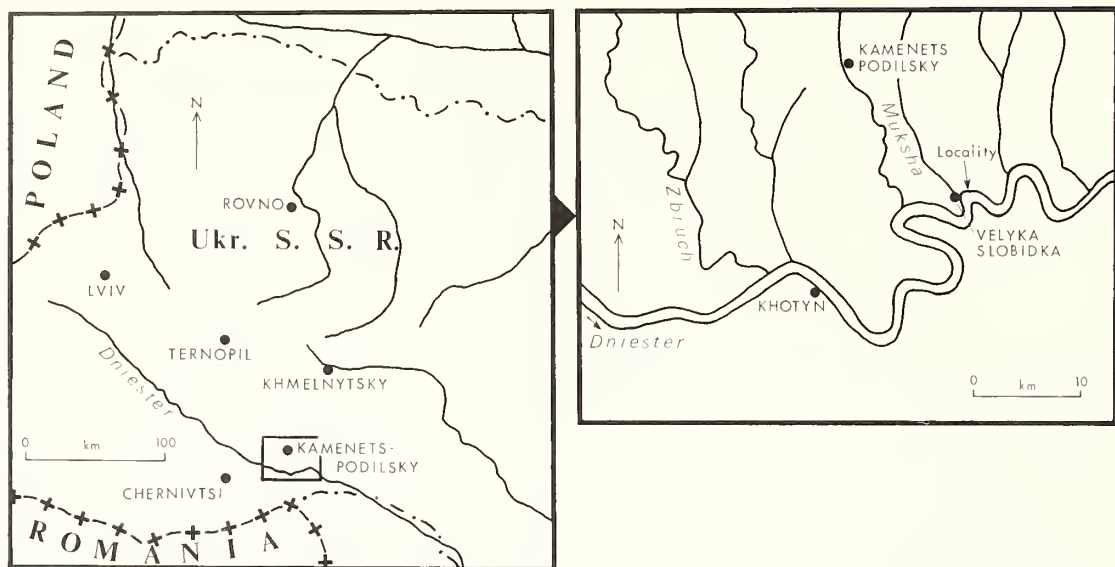 POLAND
N
ROVNO
Ukr. S. S. R.
LVIV
TERNOPIL
Dniester
KHMELNYTSKY
0 km 100
KAMENETS-
PODILSKY
CHERNIVTSI
ROMANIA
KAMENETS
PODILSKY
Muksha
Locality
Zbruch
N
VELYKA
SLOBIDKA
KHOTYN
Dniester
0 km 10